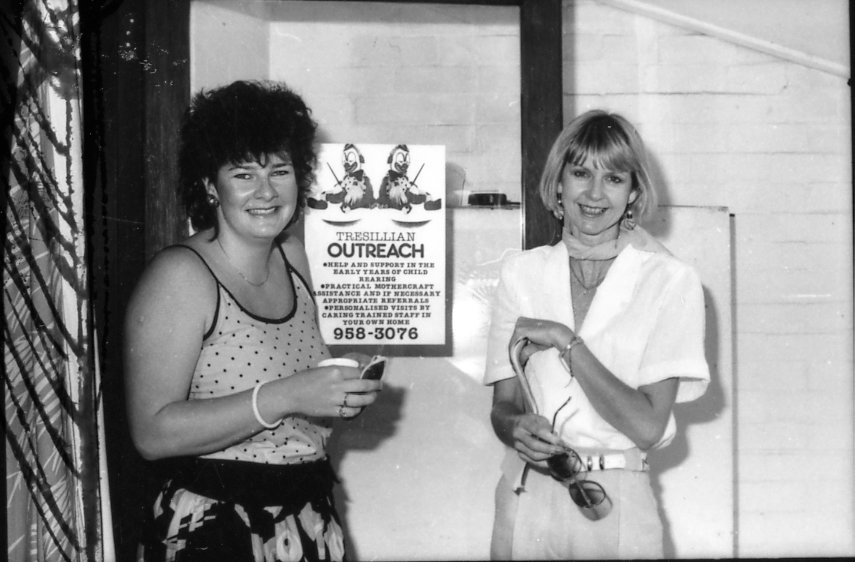 TRESILLIAN
OUTREACH
•HELP AND SUPPORT IN THE
EARLY YEARS OF CHILD
REARING
•PRACTICAL MOTHERCRAFT
ASSISTANCE AND IF NECESSARY
APPROPRIATE REFERRALS
•PERSONALISED VISITS BY
CARING TRAINED STAFF IN
YOUR OWN HOME
958-3076